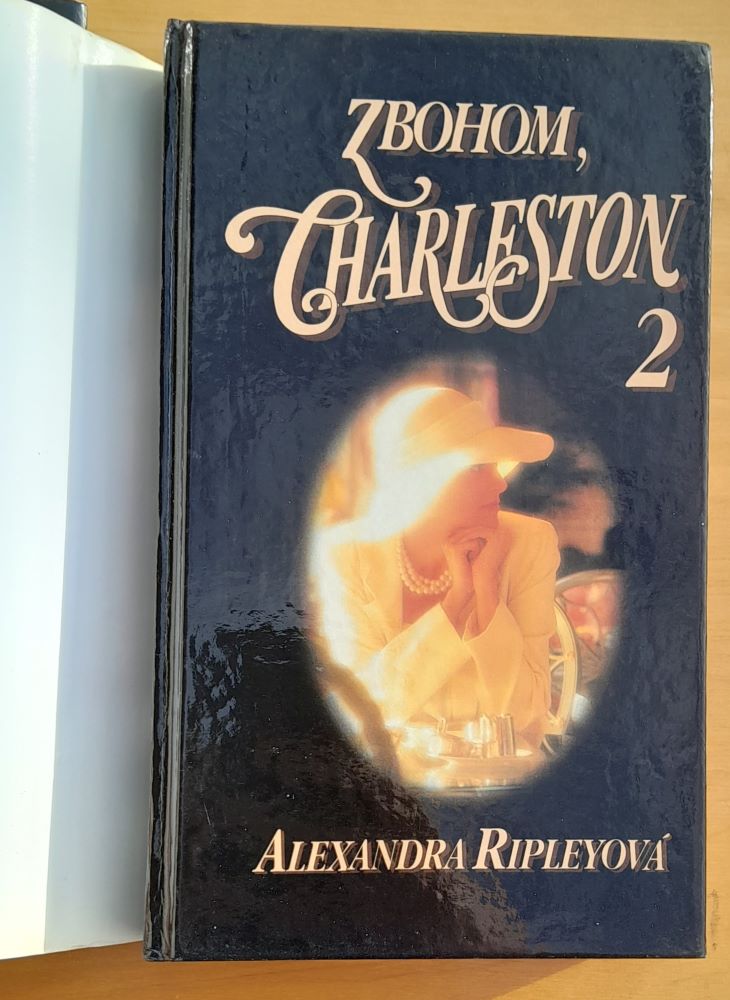 ZBOHOM,
CHARLESTON
2
ALEXANDRA RIPLEYOVÁ